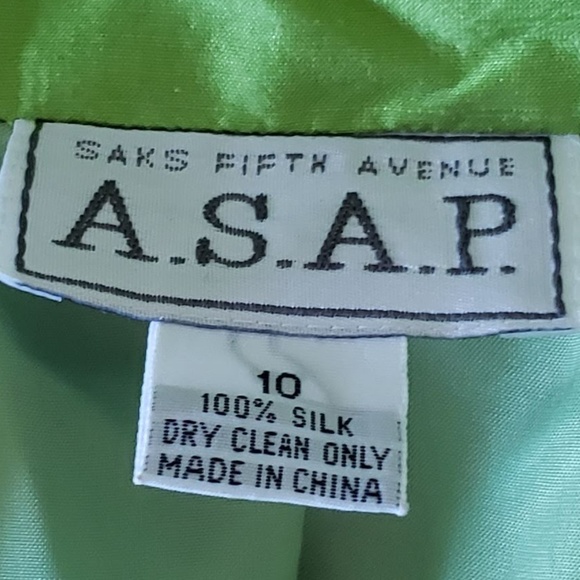 SAKS FIFTH AVENUE
A.S.A.P.
10
100% SILK
DRY CLEAN ONLY
MADE IN CHINA